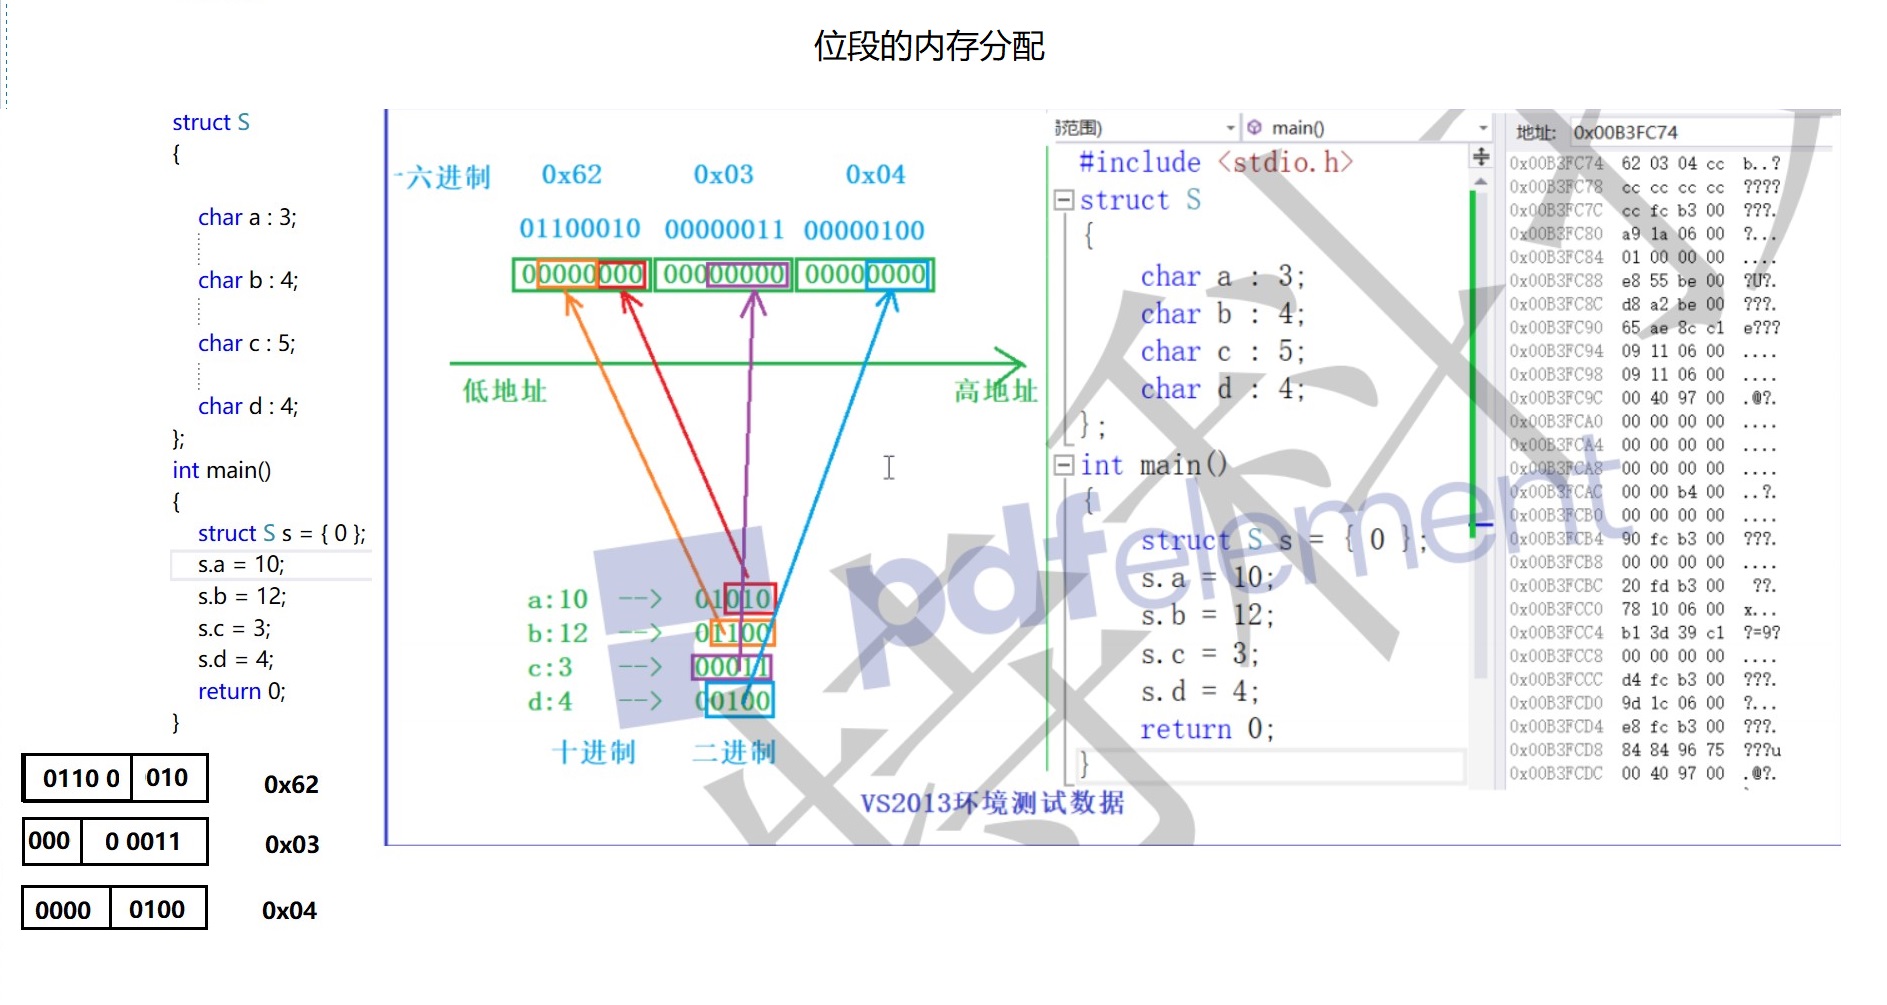 位段的内存分配
struct S
{
char a : 3;
char b : 4;
char c : 5;
char d : 4;
};
int main()
{
struct S s = { 0 };
s.a = 10;
s.b = 12;
s.c = 3;
s.d = 4;
return 0;
}
0110 0 010 0x62
000 0 0011 0x03
0000 0100 0x04
十六进制 0x62 0x03 0x04
01100010 00000011 00000100
00000000 00000000 00000000
低地址 高地址
a:10 --> 01010
b:12 --> 01100
c:3 --> 00011
d:4 --> 00100
十进制 二进制
VS2013环境测试数据
局范围) main()
#include <stdio.h>
struct S
{
char a : 3;
char b : 4;
char c : 5;
char d : 4;
};
int main()
{
struct S s = { 0 };
s.a = 10;
s.b = 12;
s.c = 3;
s.d = 4;
return 0;
}
地址: 0x00B3FC74
0x00B3FC74 62 03 04 cc b..?
0x00B3FC78 cc cc cc cc ????
0x00B3FC7C cc fc b3 00 ???.
0x00B3FC80 a9 1a 06 00 ?...
0x00B3FC84 01 00 00 00 ....
0x00B3FC88 e8 55 be 00 ?U?.
0x00B3FC8C d8 a2 be 00 ???.
0x00B3FC90 65 ae 8c c1 e???
0x00B3FC94 09 11 06 00 ....
0x00B3FC98 09 11 06 00 ....
0x00B3FC9C 00 40 97 00 .@?.
0x00B3FCA0 00 00 00 00 ....
0x00B3FCA4 00 00 00 00 ....
0x00B3FCA8 00 00 00 00 ....
0x00B3FCAC 00 00 b4 00 ..?.
0x00B3FCB0 00 00 00 00 ....
0x00B3FCB4 90 fc b3 00 ???.
0x00B3FCB8 00 00 00 00 ....
0x00B3FCBC 20 fd b3 00 ??.
0x00B3FCC0 78 10 06 00 x...
0x00B3FCC4 b1 3d 39 c1 ?=9?
0x00B3FCC8 00 00 00 00 ....
0x00B3FCCC d4 fc b3 00 ???.
0x00B3FCD0 9d 1c 06 00 ?...
0x00B3FCD4 e8 fc b3 00 ???.
0x00B3FCD8 84 84 96 75 ???u
0x00B3FCDC 00 40 97 00 .@?.
pdfelement